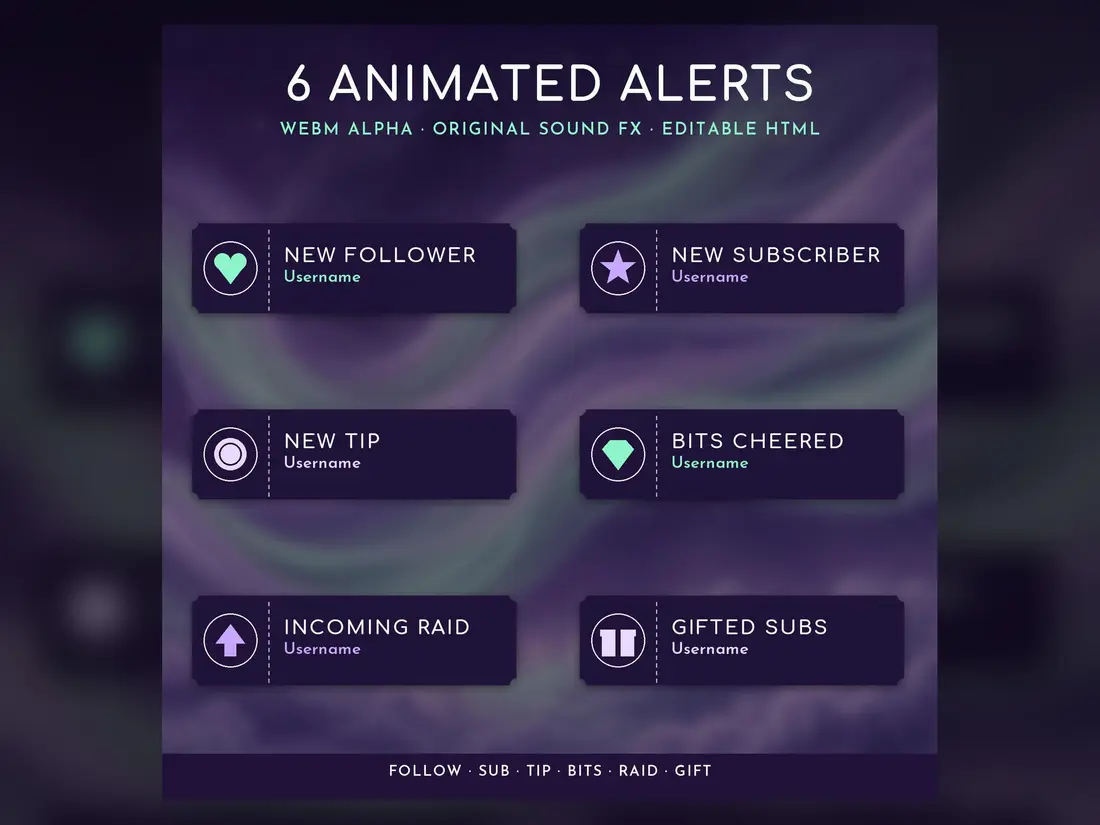 6 ANIMATED ALERTS
WEBM ALPHA · ORIGINAL SOUND FX · EDITABLE HTML
NEW FOLLOWER
Username
NEW SUBSCRIBER
Username
NEW TIP
Username
BITS CHEERED
Username
INCOMING RAID
Username
GIFTED SUBS
Username
FOLLOW · SUB · TIP · BITS · RAID · GIFT